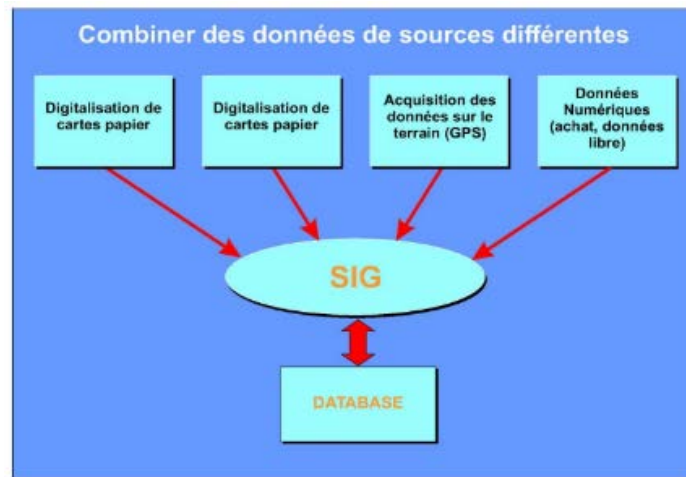 Combiner des données de sources différentes
Digitalisation de
cartes papier
Digitalisation de
cartes papier
Acquisition des
données sur le
terrain (GPS)
Données
Numériques
(achat, données
libre)
SIG
DATABASE